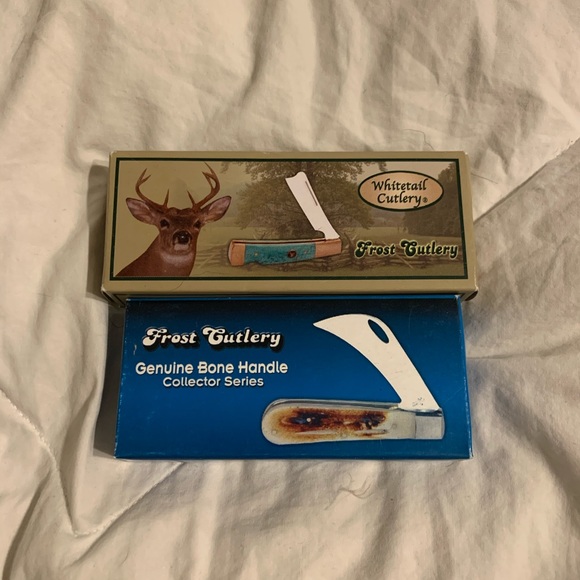 Whitetail
Cutlery®
Frost Cutlery
Frost Cutlery
Genuine Bone Handle
Collector Series